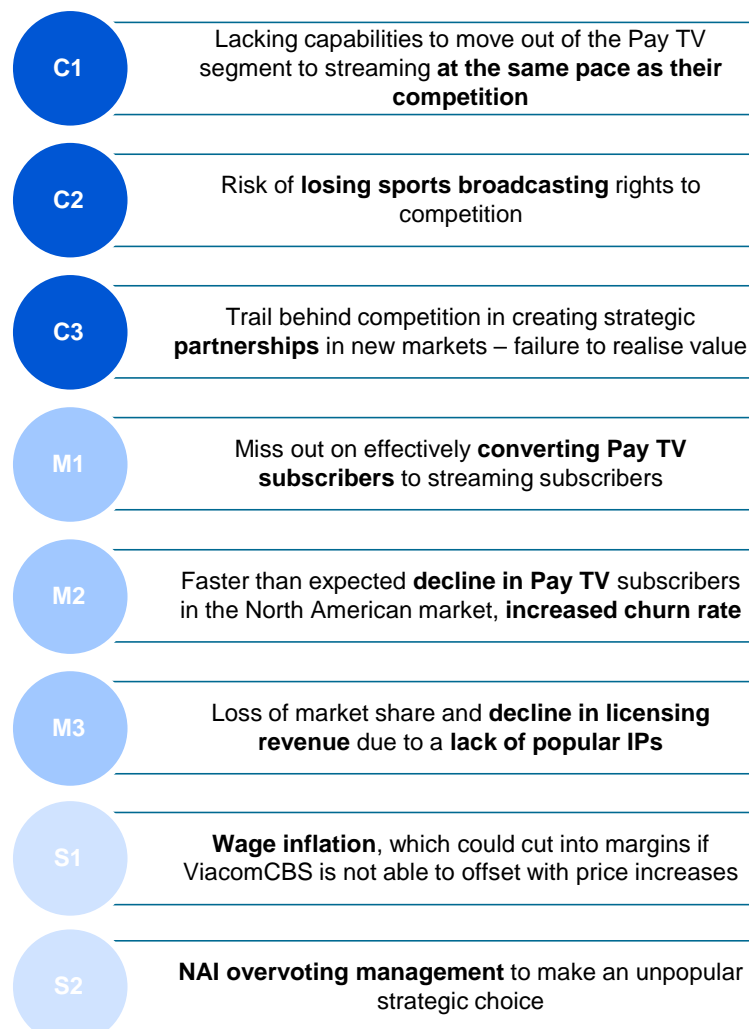 C1
Lacking capabilities to move out of the Pay TV
segment to streaming at the same pace as their
competition
C2
Risk of losing sports broadcasting rights to
competition
C3
Trail behind competition in creating strategic
partnerships in new markets – failure to realise value
M1
Miss out on effectively converting Pay TV
subscribers to streaming subscribers
M2
Faster than expected decline in Pay TV subscribers
in the North American market, increased churn rate
M3
Loss of market share and decline in licensing
revenue due to a lack of popular IPs
S1
Wage inflation, which could cut into margins if
ViacomCBS is not able to offset with price increases
S2
NAI overvoting management to make an unpopular
strategic choice